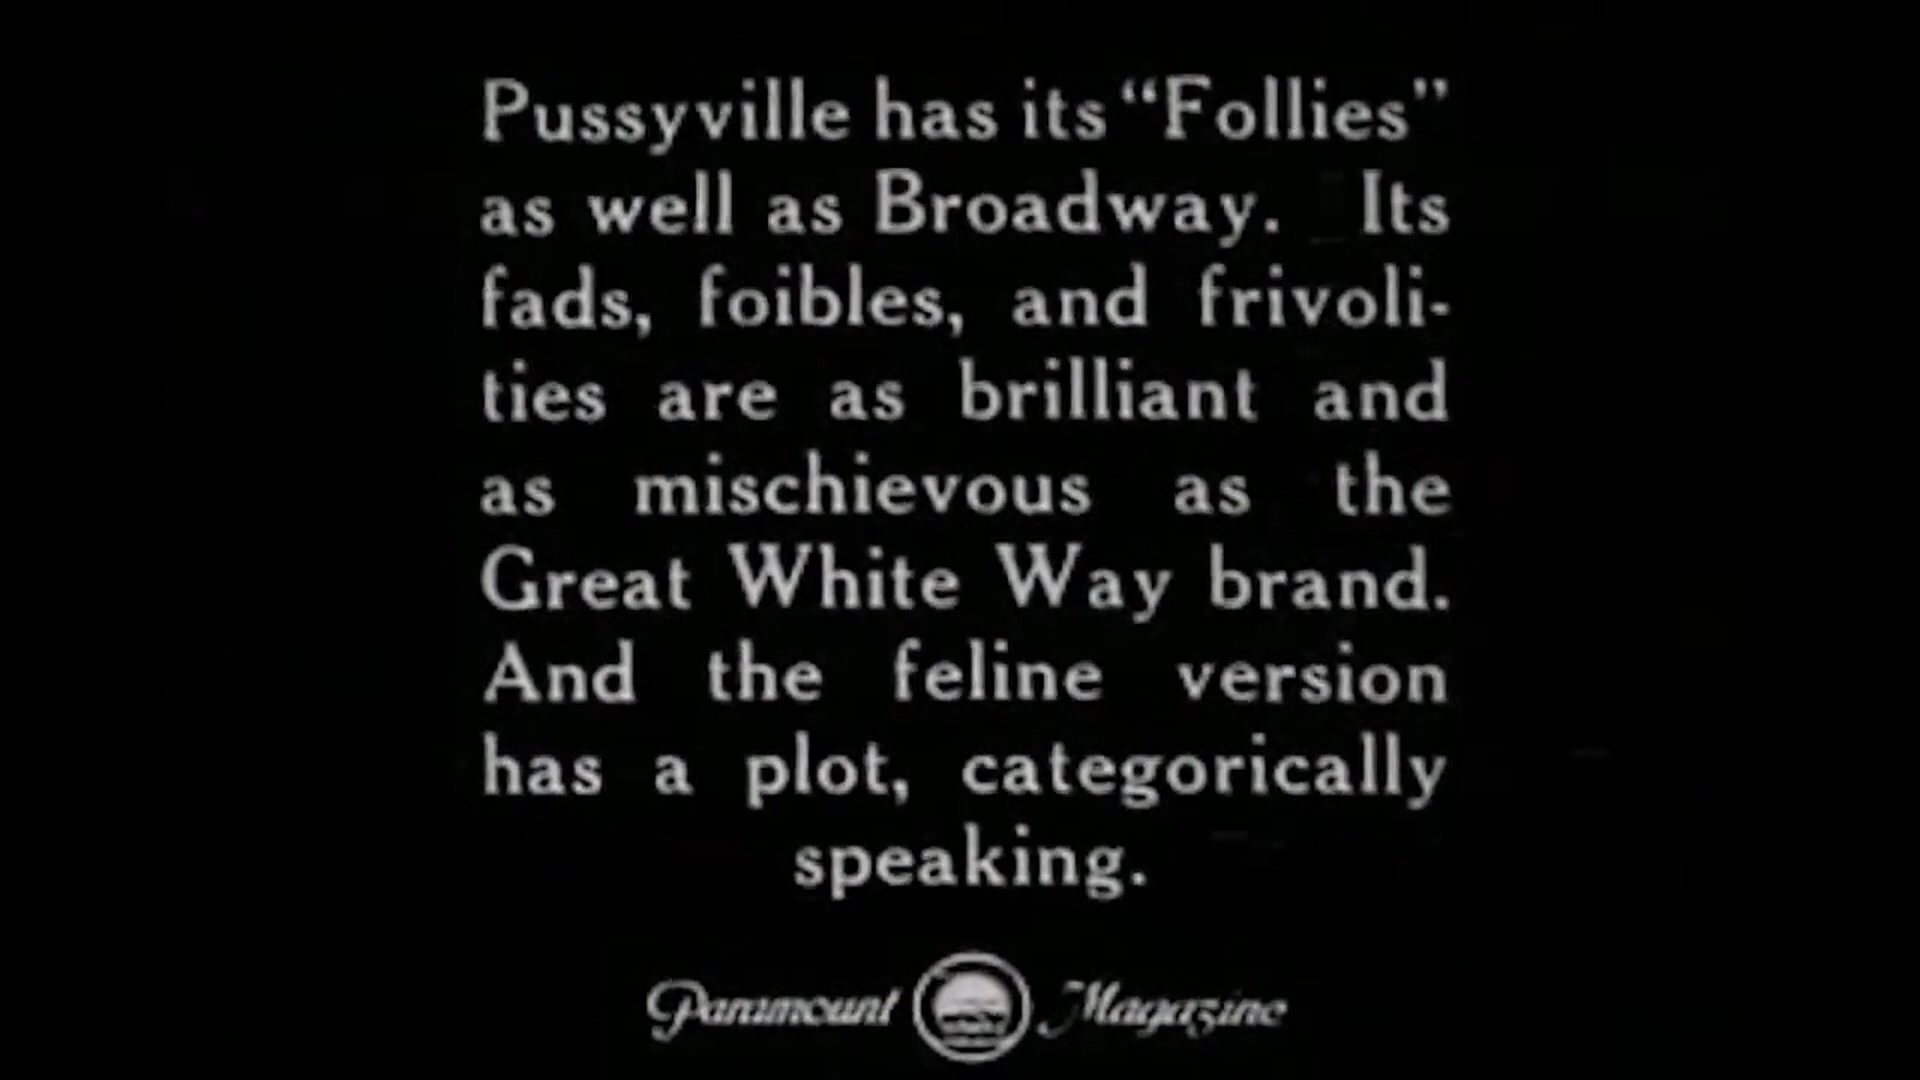 Pussyville has its “Follies”
as well as Broadway. Its
fads, foibles, and frivoli-
ties are as brilliant and
as mischievous as the
Great White Way brand.
And the feline version
has a plot, categorically
speaking.
Paramount Magazine